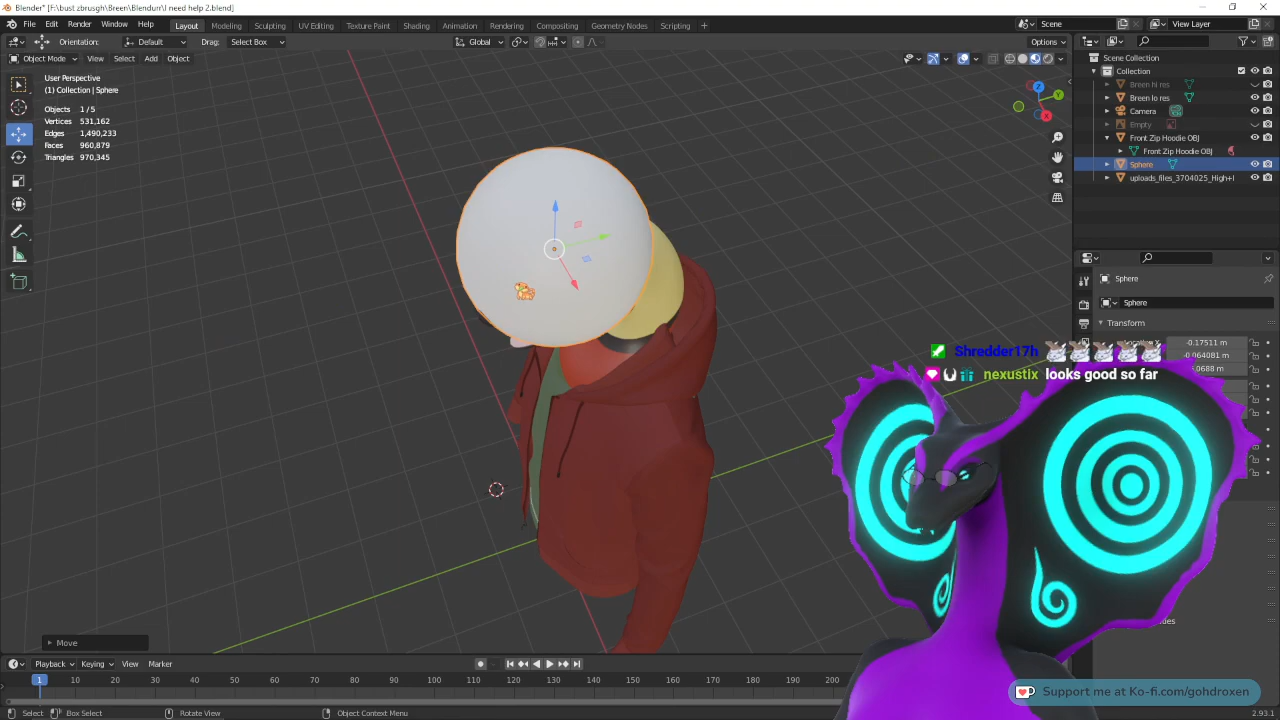 Blender* [F:\bust zbrusgh\Breen\Blendurr\I need help 2.blend]
File Edit Render Window Help Layout Modeling Sculpting UV Editing Texture Paint Shading Animation Rendering Compositing Geometry Nodes Scripting + Scene View Layer
Orientation: Default Drag: Select Box Global Options
Object Mode View Select Add Object
User Perspective
(1) Collection | Sphere
Objects 1/5
Vertices 531,162
Edges 1,490,233
Faces 960,879
Triangles 970,345
Z
Y
X
Scene Collection
Collection
Breen hi res
Breen lo res
Camera
Empty
Front Zip Hoodie OBJ
Front Zip Hoodie OBJ
Sphere
uploads_files_3704025_High+I
Sphere
Sphere
Transform
-0.17511 m
.064081 m
.0688 m
Shredder17h
nexustix looks good so far
Move
Playback Keying View Marker
1 10 20 30 40 50 60 70 80 90 100 110 120 130 140 150 160 170 180 190 200
Support me at Ko-fi.com/gohdroxen
Select Box Select Rotate View Object Context Menu 2.93.1